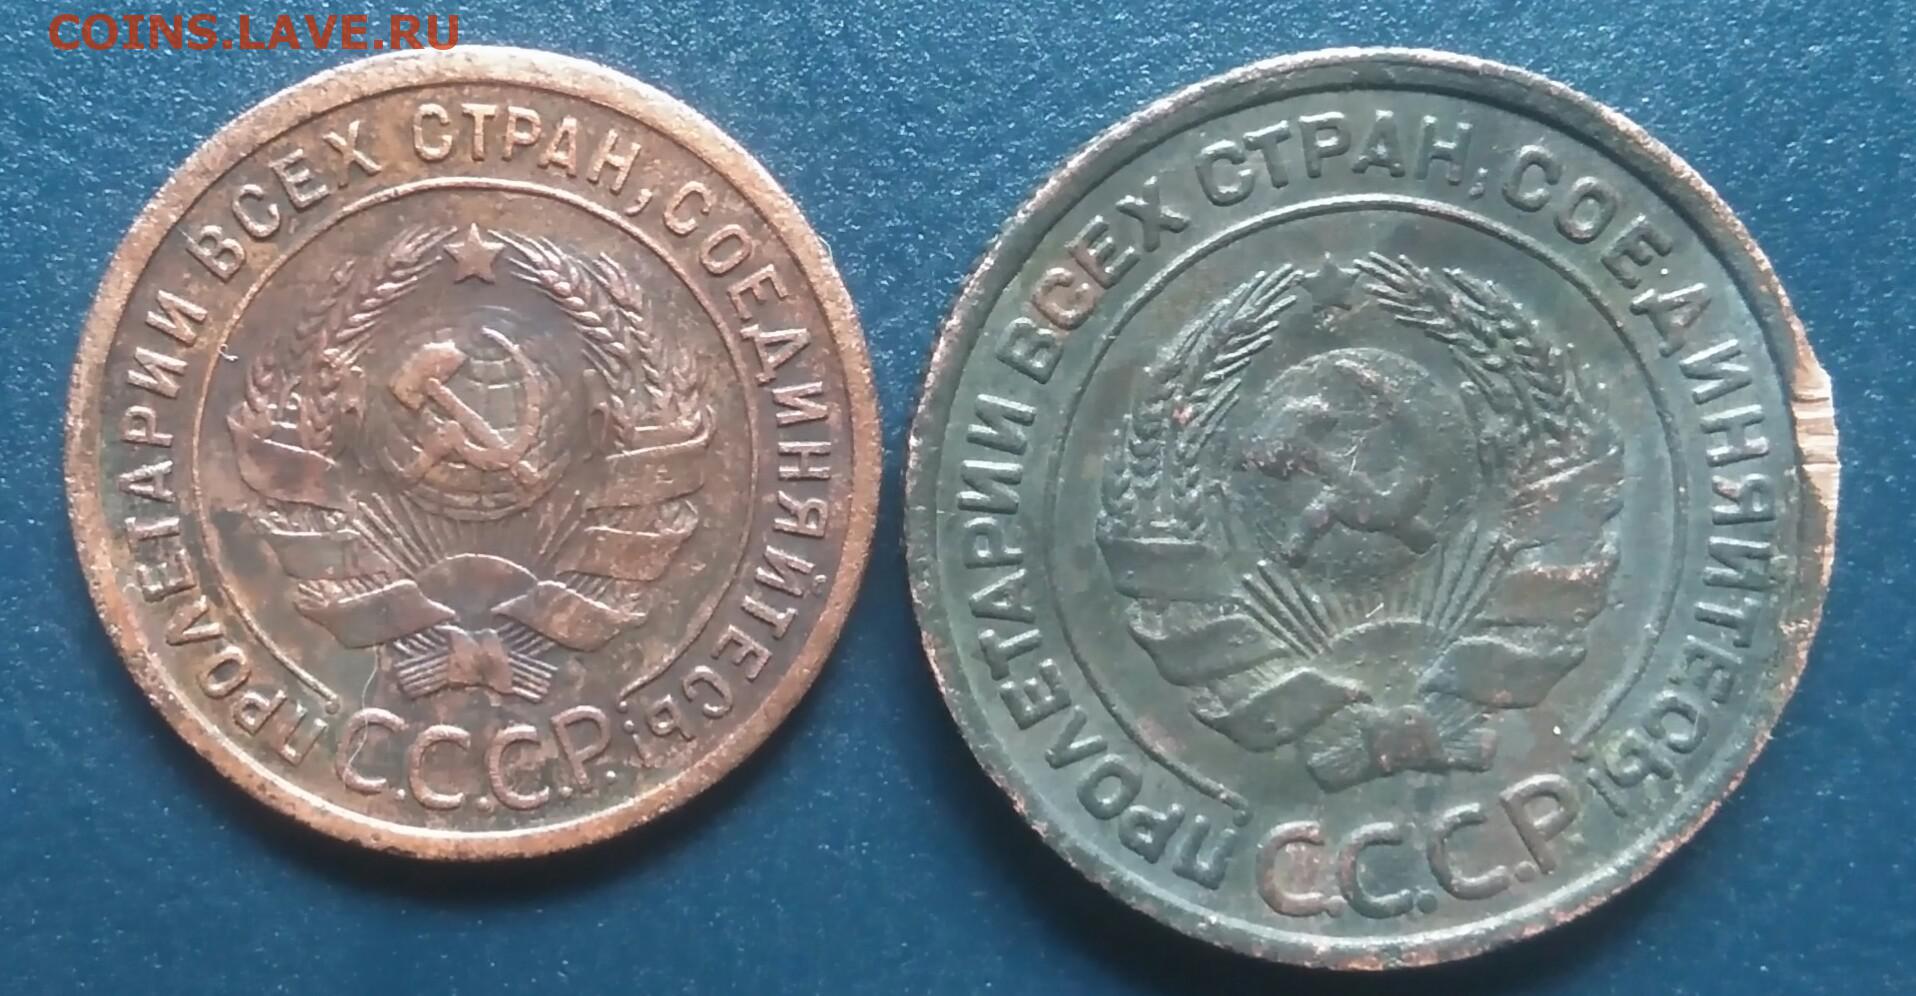 COINS.LAVE.RU
ПРОЛЕТАРИИ ВСЕХ СТРАН, СОЕДИНЯЙТЕСЬ!
С.С.С.Р.
ПРОЛЕТАРИИ ВСЕХ СТРАН, СОЕДИНЯЙТЕСЬ!
С.С.С.Р.